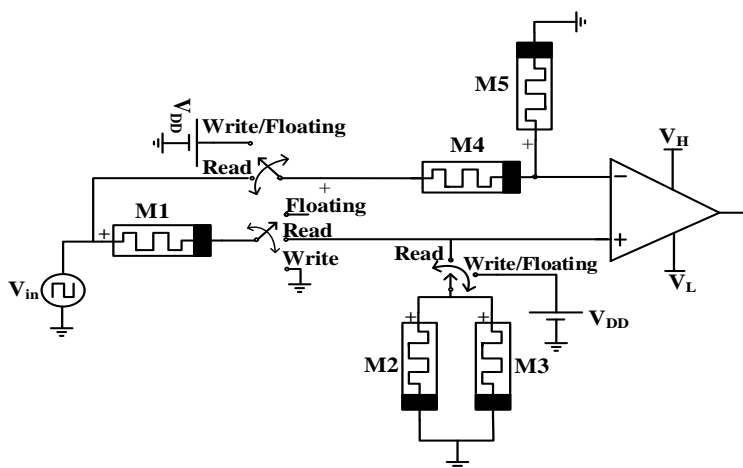 M5
V_DD
Write/Floating
M4
V_H
Read
+
+
−
Floating
M1
+
Read
+
Read
Write/Floating
Write
V_in
V_L
V_DD
+
+
M2
M3